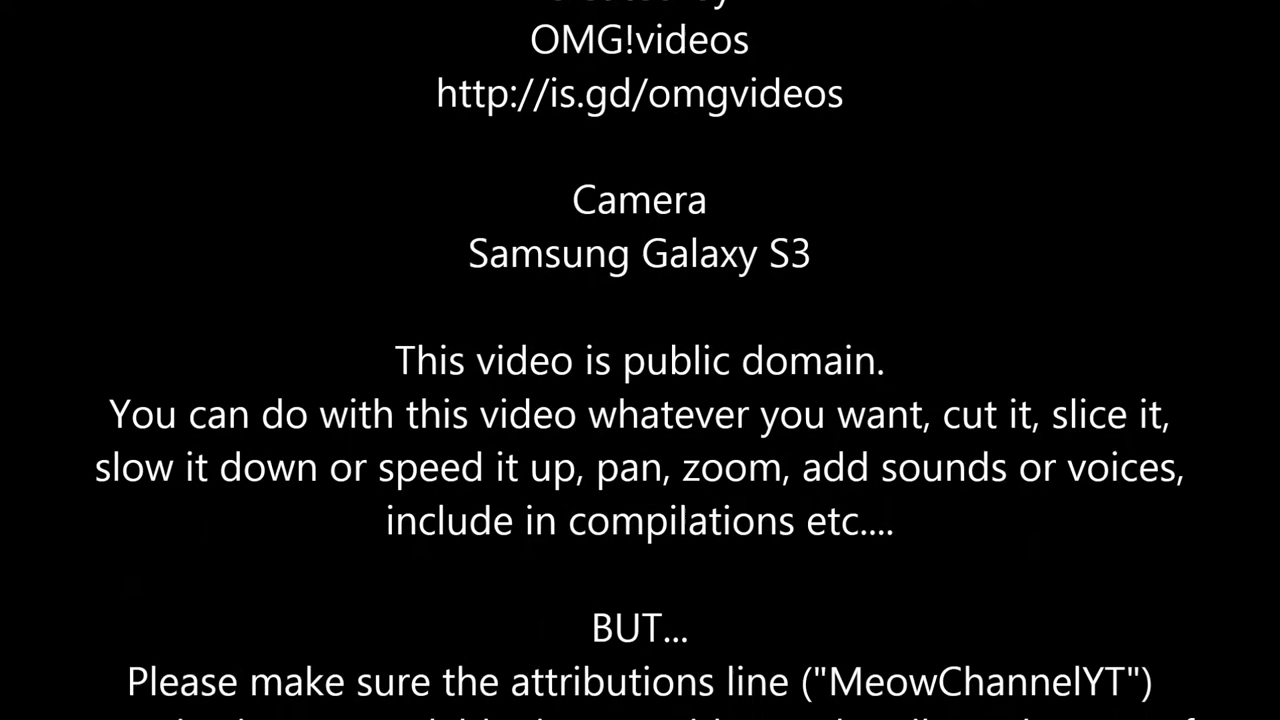 OMG!videos
http://is.gd/omgvideos
Camera
Samsung Galaxy S3
This video is public domain.
You can do with this video whatever you want, cut it, slice it,
slow it down or speed it up, pan, zoom, add sounds or voices,
include in compilations etc....
BUT...
Please make sure the attributions line ("MeowChannelYT")